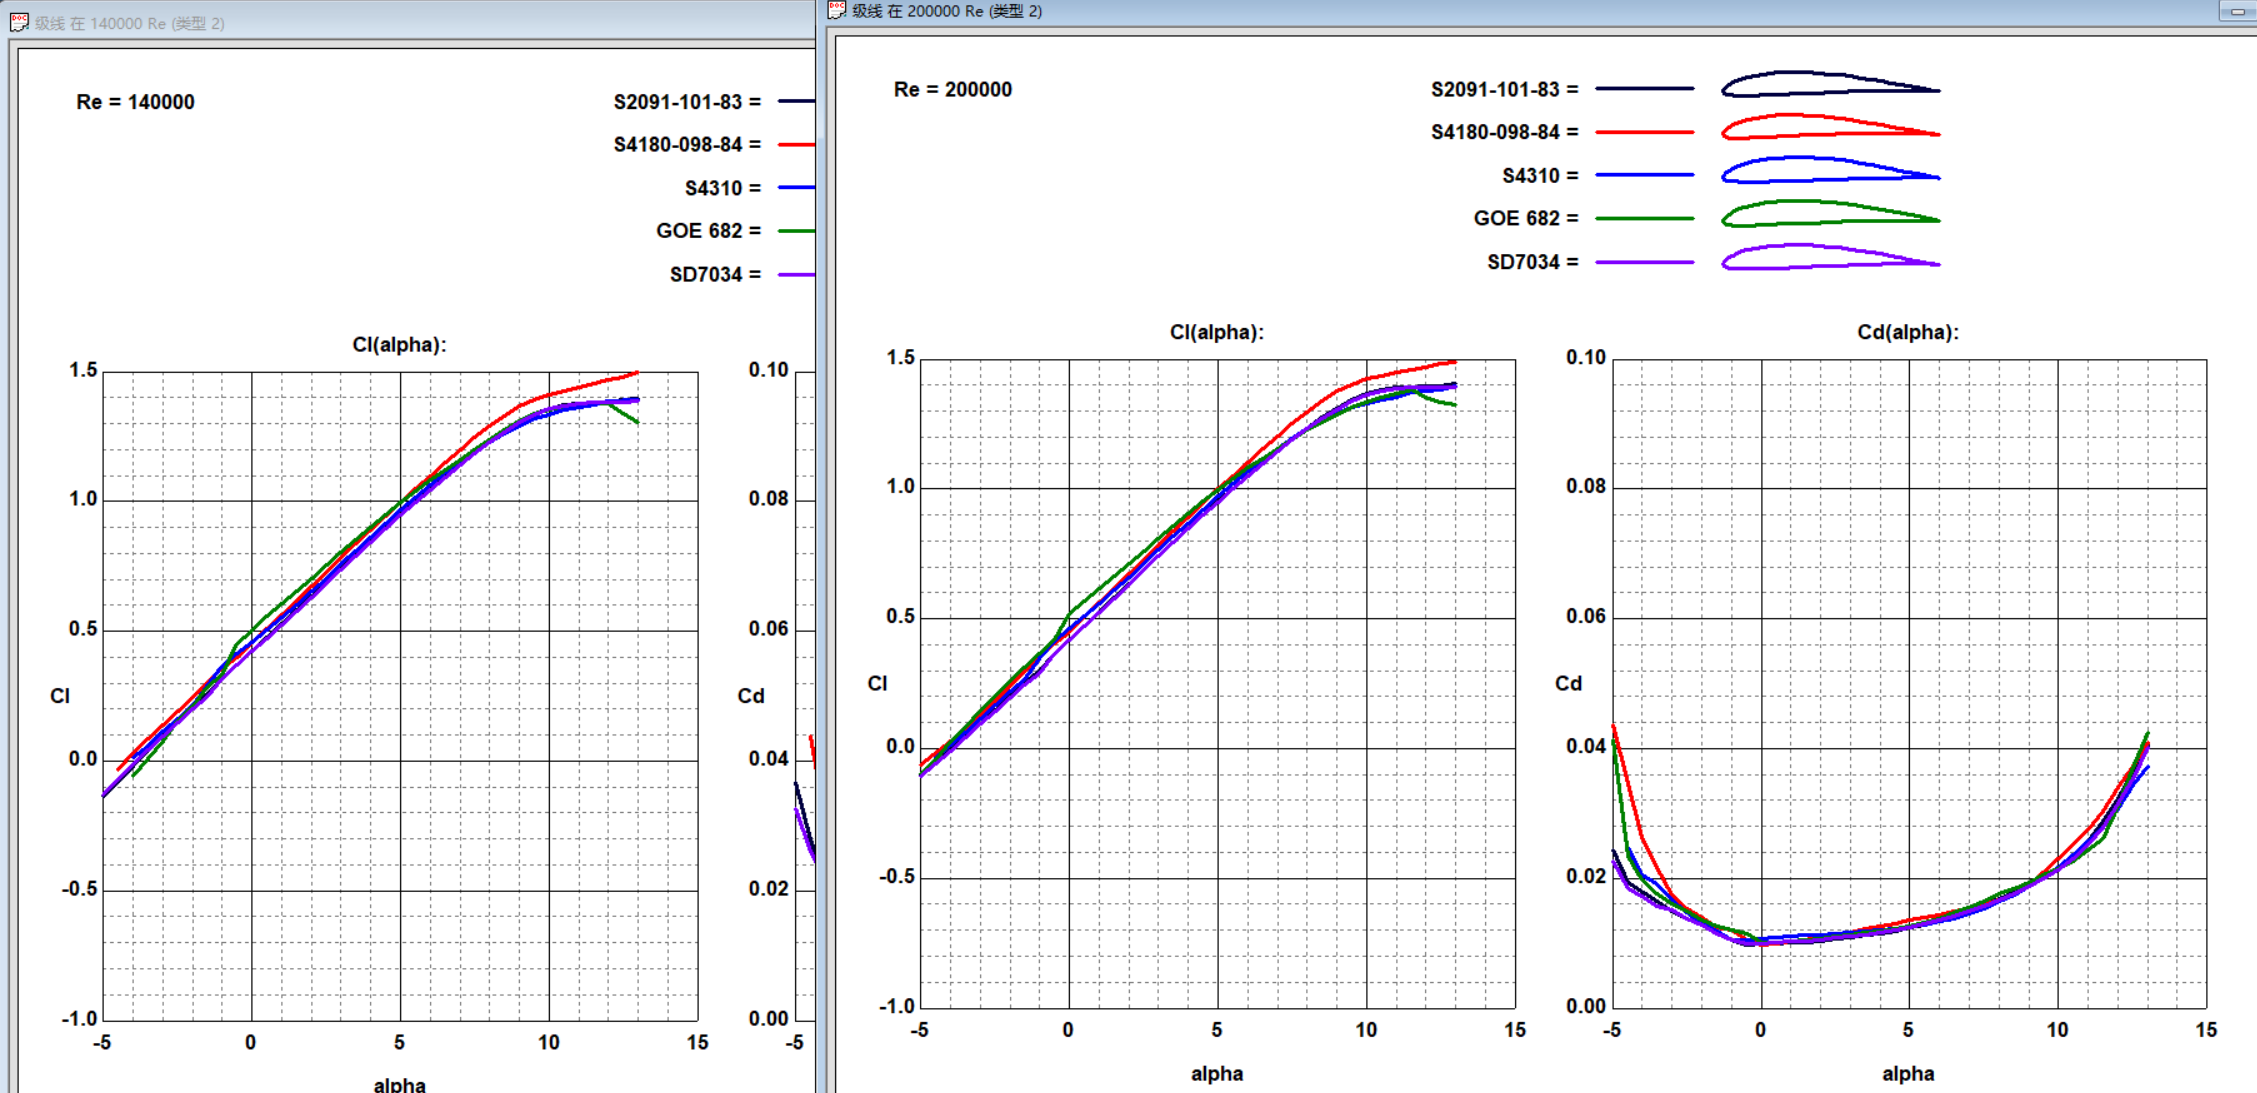 级线 在 140000 Re (类型 2)
Re = 140000
S2091-101-83 =
S4180-098-84 =
S4310 =
GOE 682 =
SD7034 =
Cl(alpha):
1.5
1.0
0.5
Cl
0.0
-0.5
-1.0
-5 0 5 10 15
alpha
0.10
0.08
0.06
Cd
0.04
0.02
0.00
-5
级线 在 200000 Re (类型 2)
Re = 200000
S2091-101-83 =
S4180-098-84 =
S4310 =
GOE 682 =
SD7034 =
Cl(alpha):
1.5
1.0
0.5
Cl
0.0
-0.5
-1.0
-5 0 5 10 15
alpha
Cd(alpha):
0.10
0.08
0.06
Cd
0.04
0.02
0.00
-5 0 5 10 15
alpha